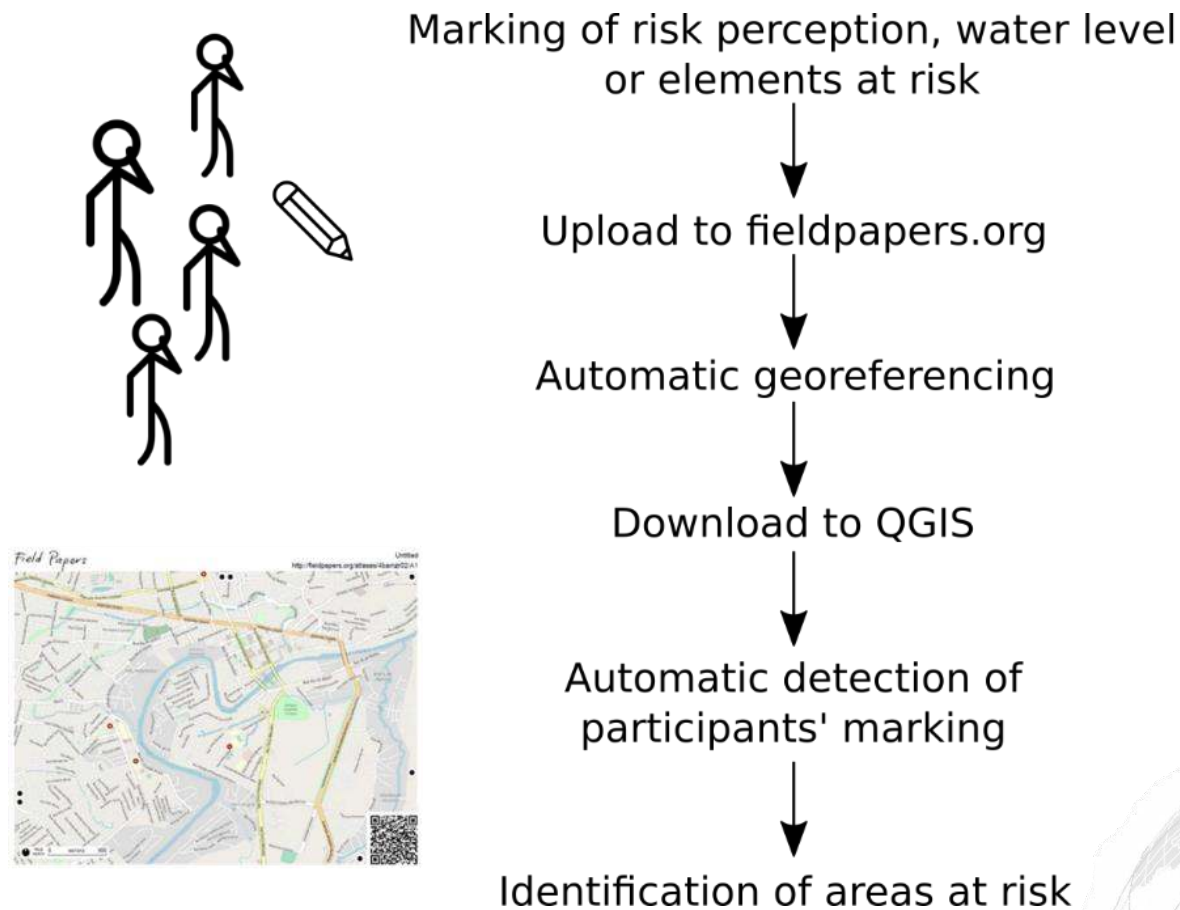 Marking of risk perception, water level
or elements at risk
Upload to fieldpapers.org
Automatic georeferencing
Download to QGIS
Automatic detection of
participants' marking
Identification of areas at risk
Field Papers
Untitled